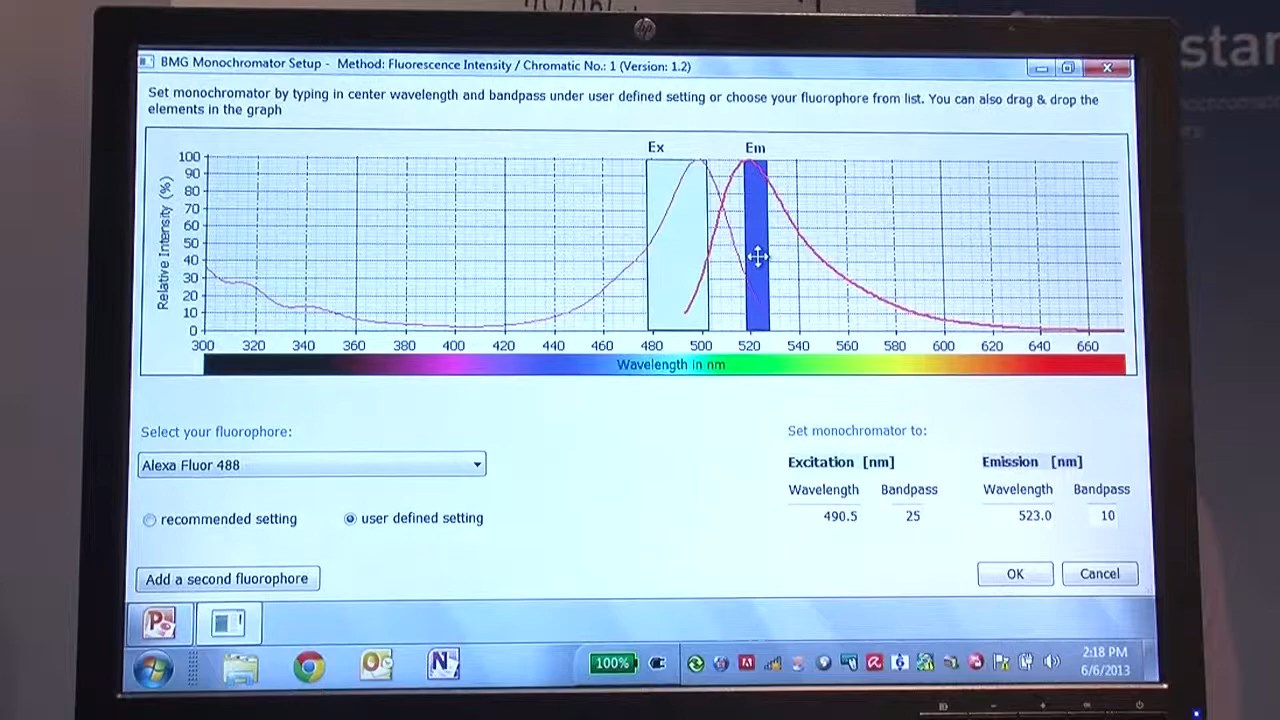 hp
star
BMG Monochromator Setup - Method: Fluorescence Intensity / Chromatic No.: 1 (Version: 1.2)
Set monochromator by typing in center wavelength and bandpass under user defined setting or choose your fluorophore from list. You can also drag & drop the
elements in the graph
Ex Em
Relative Intensity (%)
100
90
80
70
60
50
40
30
20
10
0
300 320 340 360 380 400 420 440 460 480 500 520 540 560 580 600 620 640 660
Wavelength in nm
Select your fluorophore:
Set monochromator to:
Alexa Fluor 488
Excitation [nm] Emission [nm]
Wavelength Bandpass Wavelength Bandpass
490.5 25 523.0 10
recommended setting user defined setting
Add a second fluorophore
OK Cancel
100%
2:18 PM
6/6/2013